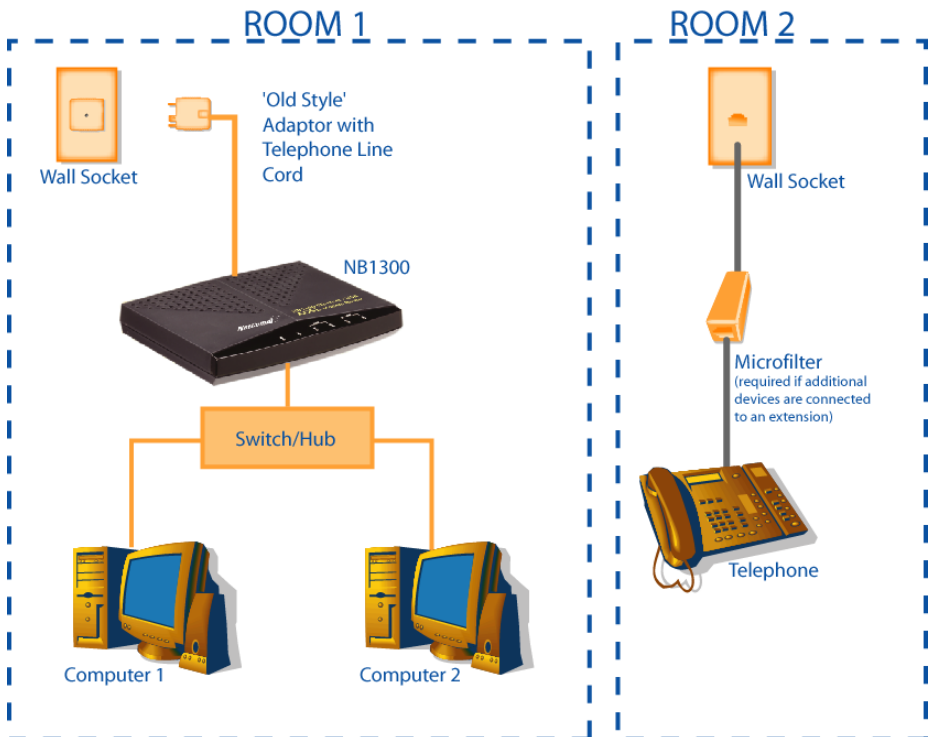 ROOM 1
ROOM 2
Wall Socket
'Old Style'
Adaptor with
Telephone Line
Cord
NB1300
Switch/Hub
Computer 1
Computer 2
Wall Socket
Microfilter
(required if additional
devices are connected
to an extension)
Telephone